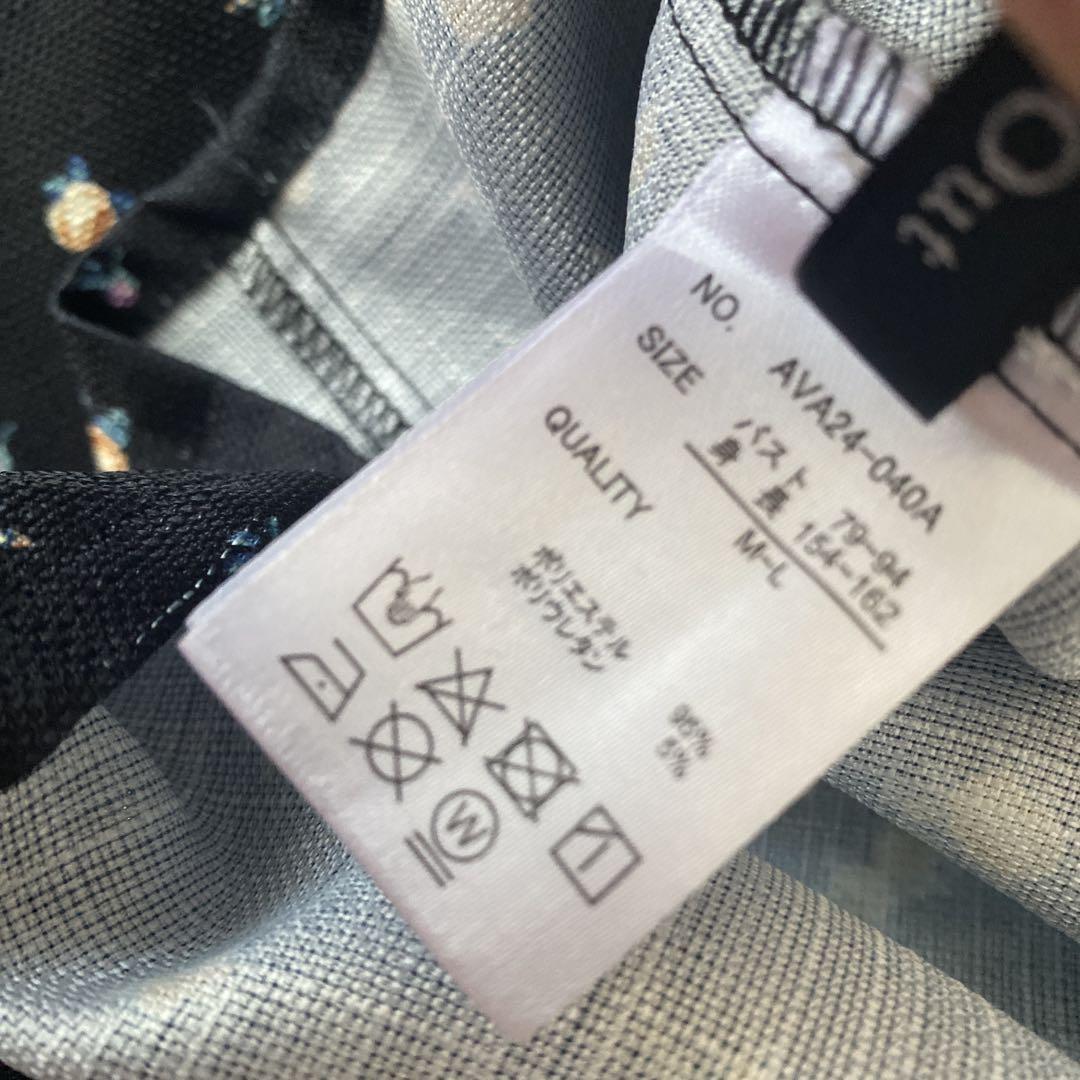 Out
NO. AVA24-040A
SIZE バスト 79-94
身長 154-162
M-L
QUALITY
ポリエステル 95%
ポリウレタン 5%
W